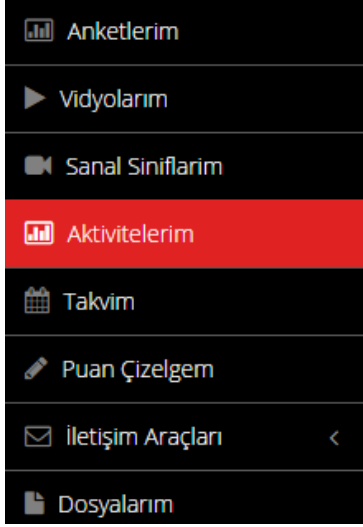 Anketlerim
Vidyolarım
Sanal Siniflarim
Aktivitelerim
Takvim
Puan Çizelgem
İletişim Araçları
Dosyalarım